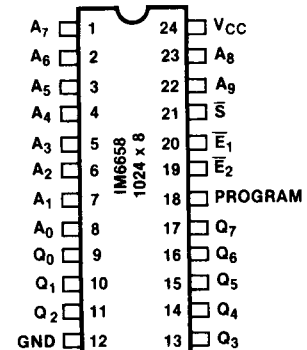 A7 1 24 VCC
A6 2 23 A8
A5 3 22 A9
A4 4 21 S̅
A3 5 20 E̅1
A2 6 19 E̅2
A1 7 18 PROGRAM
A0 8 17 Q7
Q0 9 16 Q6
Q1 10 15 Q5
Q2 11 14 Q4
GND 12 13 Q3
IM6658
1024 x 8